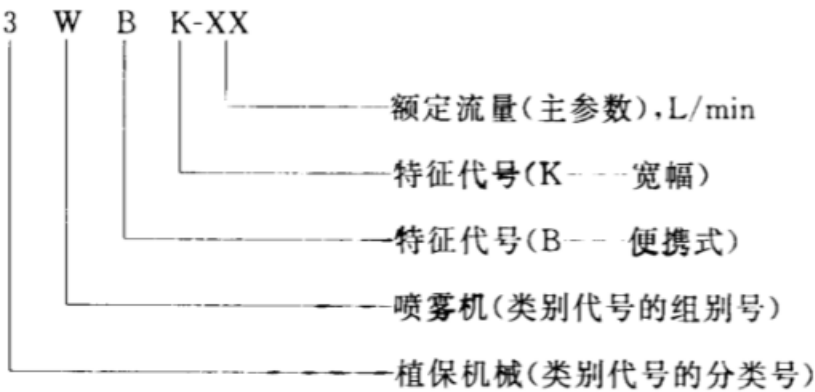 3 W B K-XX
额定流量(主参数),L/min
特征代号(K——宽幅)
特征代号(B——便携式)
喷雾机(类别代号的组别号)
植保机械(类别代号的分类号)